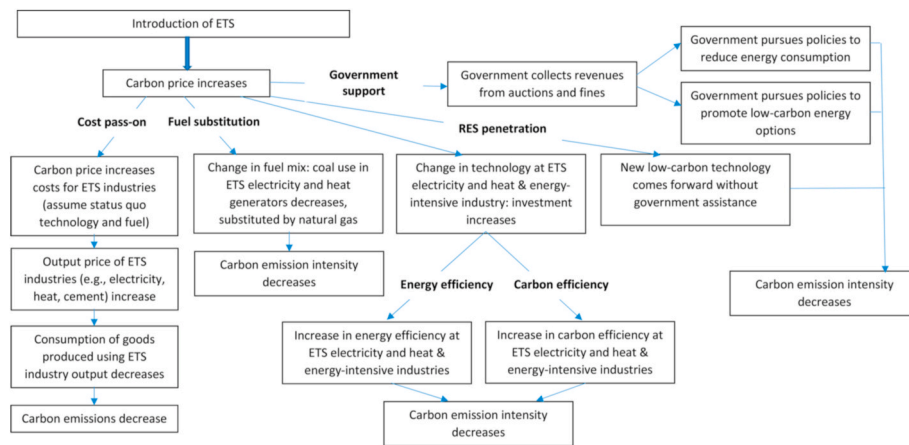 Introduction of ETS
Carbon price increases
Government
support
Government collects revenues
from auctions and fines
Government pursues policies to
reduce energy consumption
Government pursues policies to
promote low-carbon energy
options
Cost pass-on
Fuel substitution
RES penetration
Carbon price increases
costs for ETS industries
(assume status quo
technology and fuel)
Change in fuel mix: coal use in
ETS electricity and heat
generators decreases,
substituted by natural gas
Change in technology at ETS
electricity and heat & energy-
intensive industry: investment
increases
New low-carbon technology
comes forward without
government assistance
Output price of ETS
industries (e.g., electricity,
heat, cement) increase
Carbon emission intensity
decreases
Energy efficiency
Carbon efficiency
Carbon emission intensity
decreases
Consumption of goods
produced using ETS
industry output decreases
Increase in energy efficiency at
ETS electricity and heat &
energy-intensive industries
Increase in carbon efficiency at
ETS electricity and heat &
energy-intensive industries
Carbon emissions decrease
Carbon emission intensity
decreases